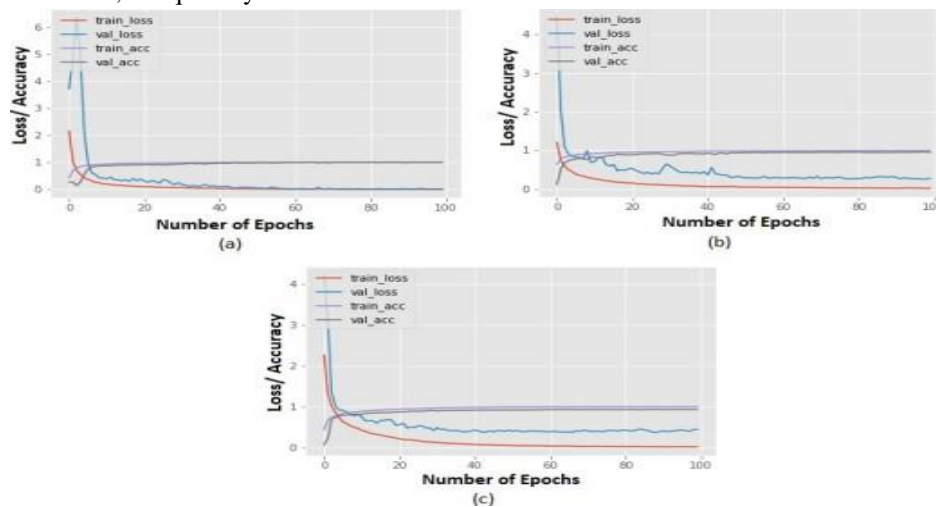 train_loss
val_loss
train_acc
val_acc
6
5
4
3
2
1
0
Loss/ Accuracy
0 20 40 60 80 100
Number of Epochs
(a)
train_loss
val_loss
train_acc
val_acc
4
3
2
1
0
Loss/ Accuracy
0 20 40 60 80
Number of Epochs
(b)
train_loss
val_loss
train_acc
val_acc
4
3
2
1
0
Loss/ Accuracy
0 20 40 60 80 100
Number of Epochs
(c)